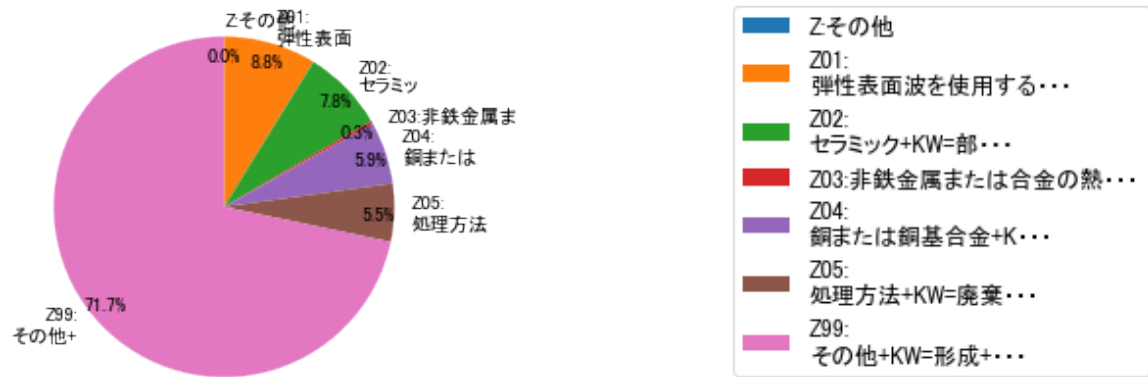 Z:その他
0.0%
Z01:
弾性表面
8.8%
Z02:
セラミッ
7.8%
Z03:非鉄金属ま
0.3%
Z04:
銅または
5.9%
Z05:
処理方法
5.5%
Z99:
その他+
71.7%
Z:その他
Z01:
弾性表面波を使用する・・・
Z02:
セラミック+KW=部・・・
Z03:非鉄金属または合金の熱・・・
Z04:
銅または銅基合金+K・・・
Z05:
処理方法+KW=廃棄・・・
Z99:
その他+KW=形成+・・・